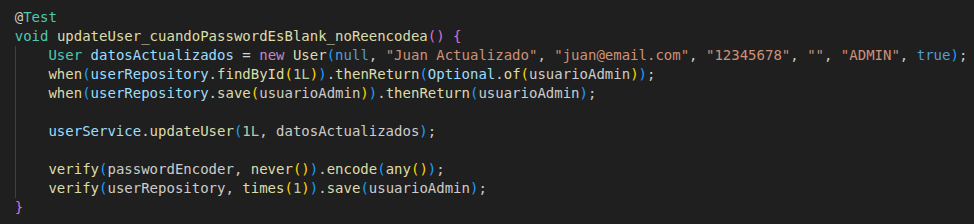 @Test
void updateUser_cuandoPasswordEsBlank_noReencodea() {
    User datosActualizados = new User(null, "Juan Actualizado", "juan@email.com", "12345678", "", "ADMIN", true);
    when(userRepository.findById(1L)).thenReturn(Optional.of(usuarioAdmin));
    when(userRepository.save(usuarioAdmin)).thenReturn(usuarioAdmin);

    userService.updateUser(1L, datosActualizados);

    verify(passwordEncoder, never()).encode(any());
    verify(userRepository, times(1)).save(usuarioAdmin);
}